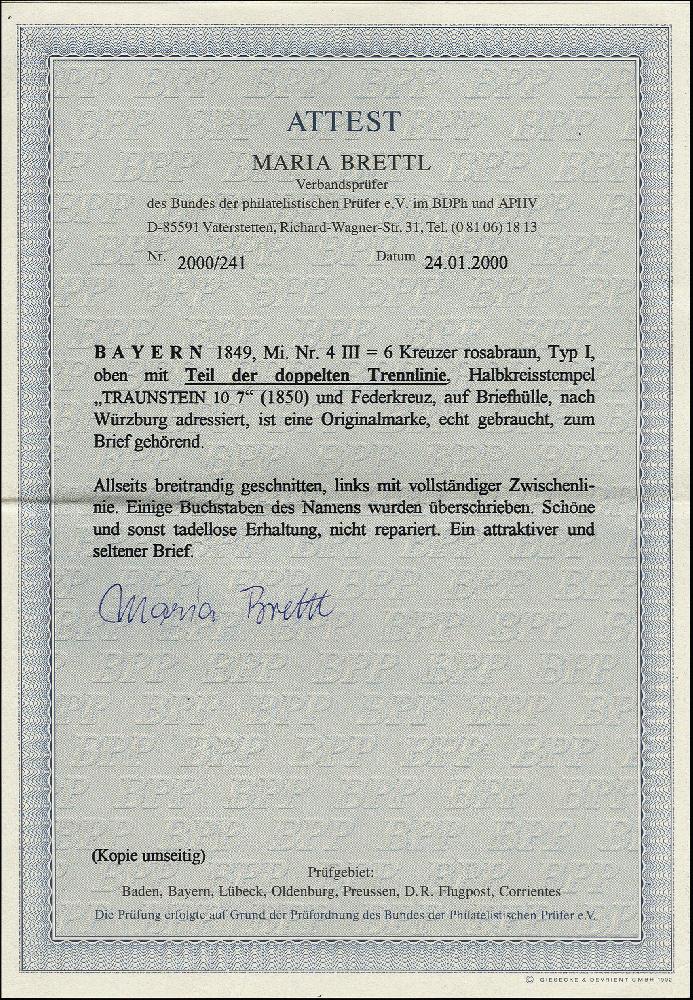 ATTEST
MARIA BRETTL
Verbandsprüfer
des Bundes der philatelistischen Prüfer e.V. im BDPh und APHV
D-85591 Vaterstetten, Richard-Wagner-Str. 31, Tel. (0 81 06) 18 13
Nr. 2000/241 Datum 24.01.2000
BAYERN 1849, Mi. Nr. 4 III = 6 Kreuzer rosabraun, Typ I,
oben mit Teil der doppelten Trennlinie, Halbkreisstempel
„TRAUNSTEIN 10 7“ (1850) und Federkreuz, auf Briefhülle, nach
Würzburg adressiert, ist eine Originalmarke, echt gebraucht, zum
Brief gehörend.
Allseits breitrandig geschnitten, links mit vollständiger Zwischenli-
nie. Einige Buchstaben des Namens wurden überschrieben. Schöne
und sonst tadellose Erhaltung, nicht repariert. Ein attraktiver und
seltener Brief.
Maria Brettl
(Kopie umseitig)
Prüfgebiet:
Baden, Bayern, Lübeck, Oldenburg, Preussen, D.R. Flugpost, Corrientes
Die Prüfung erfolgte auf Grund der Prüfordnung des Bundes der Philatelistischen Prüfer e.V.
GIESECKE & DEVRIENT GMBH 1992